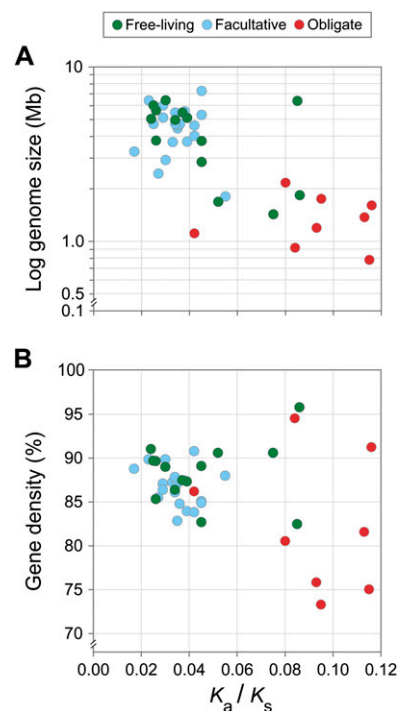 Free-living Facultative Obligate
A
Log genome size (Mb)
10
1.0
0.5
0.1
B
Gene density (%)
100
95
90
85
80
75
70
0.00 0.02 0.04 0.06 0.08 0.10 0.12
Ka / Ks